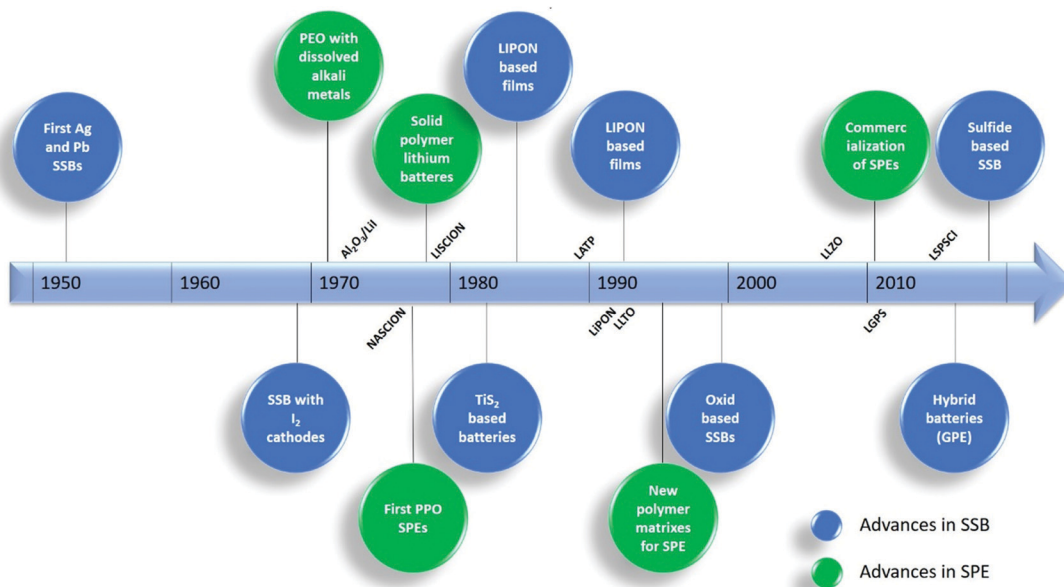 First Ag
and Pb
SSBs
PEO with
dissolved
alkali
metals
Solid
polymer
lithium
batteres
LIPON
based
films
LIPON
based
films
Commerc
ialization
of SPEs
Sulfide
based
SSB
Al₂O₃/LiI
LISCION
LATP
LLZO
LSPSCI
1950
1960
1970
1980
1990
2000
2010
NASCION
LiPON
LLTO
LGPS
SSB with
I₂
cathodes
First PPO
SPEs
TiS₂
based
batteries
New
polymer
matrixes
for SPE
Oxid
based
SSBs
Hybrid
batteries
(GPE)
Advances in SSB
Advances in SPE